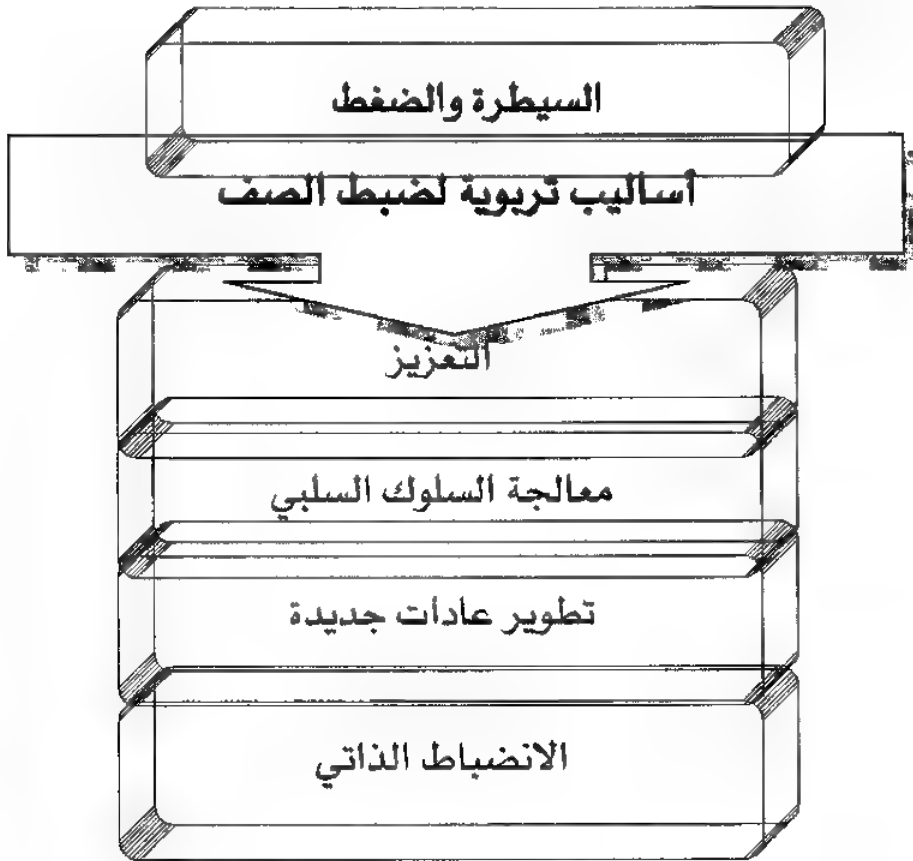 السيطرة والضغط
أساليب تربوية لضبط الصف
التعزيز
معالجة السلوك السلبي
تطوير عادات جديدة
الانضباط الذاتي